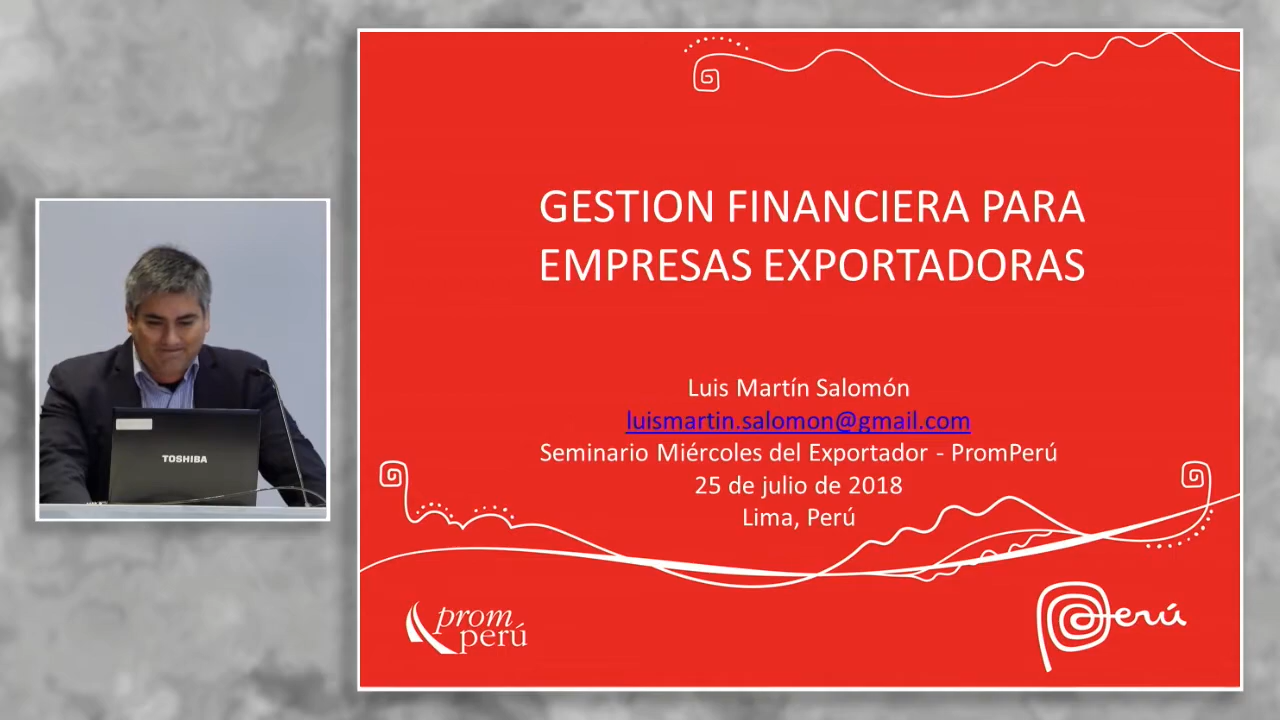 GESTION FINANCIERA PARA
EMPRESAS EXPORTADORAS
Luis Martín Salomón
luismartin.salomon@gmail.com
Seminario Miércoles del Exportador - PromPerú
25 de julio de 2018
Lima, Perú
TOSHIBA
prom
perú
Perú